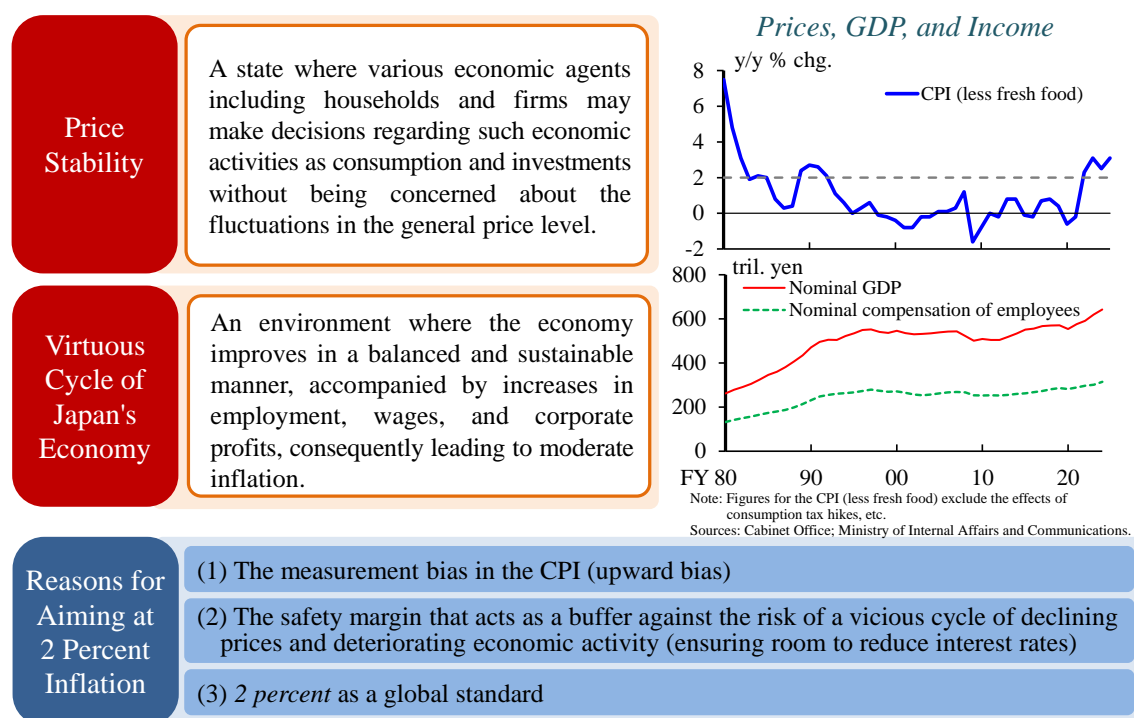 Price
Stability
A state where various economic agents
including households and firms may
make decisions regarding such economic
activities as consumption and investments
without being concerned about the
fluctuations in the general price level.
Virtuous
Cycle of
Japan's
Economy
An environment where the economy
improves in a balanced and sustainable
manner, accompanied by increases in
employment, wages, and corporate
profits, consequently leading to moderate
inflation.
Prices, GDP, and Income
y/y % chg.
8
6
4
2
0
-2
CPI (less fresh food)
tril. yen
800
600
400
200
0
Nominal GDP
Nominal compensation of employees
FY 80 90 00 10 20
Note: Figures for the CPI (less fresh food) exclude the effects of
consumption tax hikes, etc.
Sources: Cabinet Office; Ministry of Internal Affairs and Communications.
Reasons for
Aiming at
2 Percent
Inflation
(1) The measurement bias in the CPI (upward bias)
(2) The safety margin that acts as a buffer against the risk of a vicious cycle of declining
prices and deteriorating economic activity (ensuring room to reduce interest rates)
(3) 2 percent as a global standard